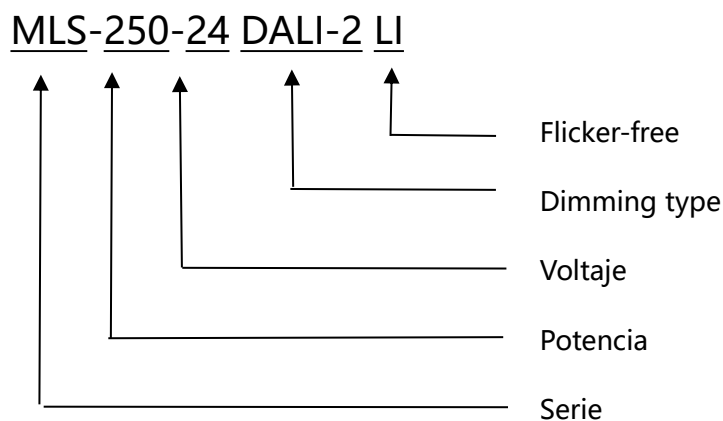 MLS-250-24 DALI-2 LI
Flicker-free
Dimming type
Voltaje
Potencia
Serie